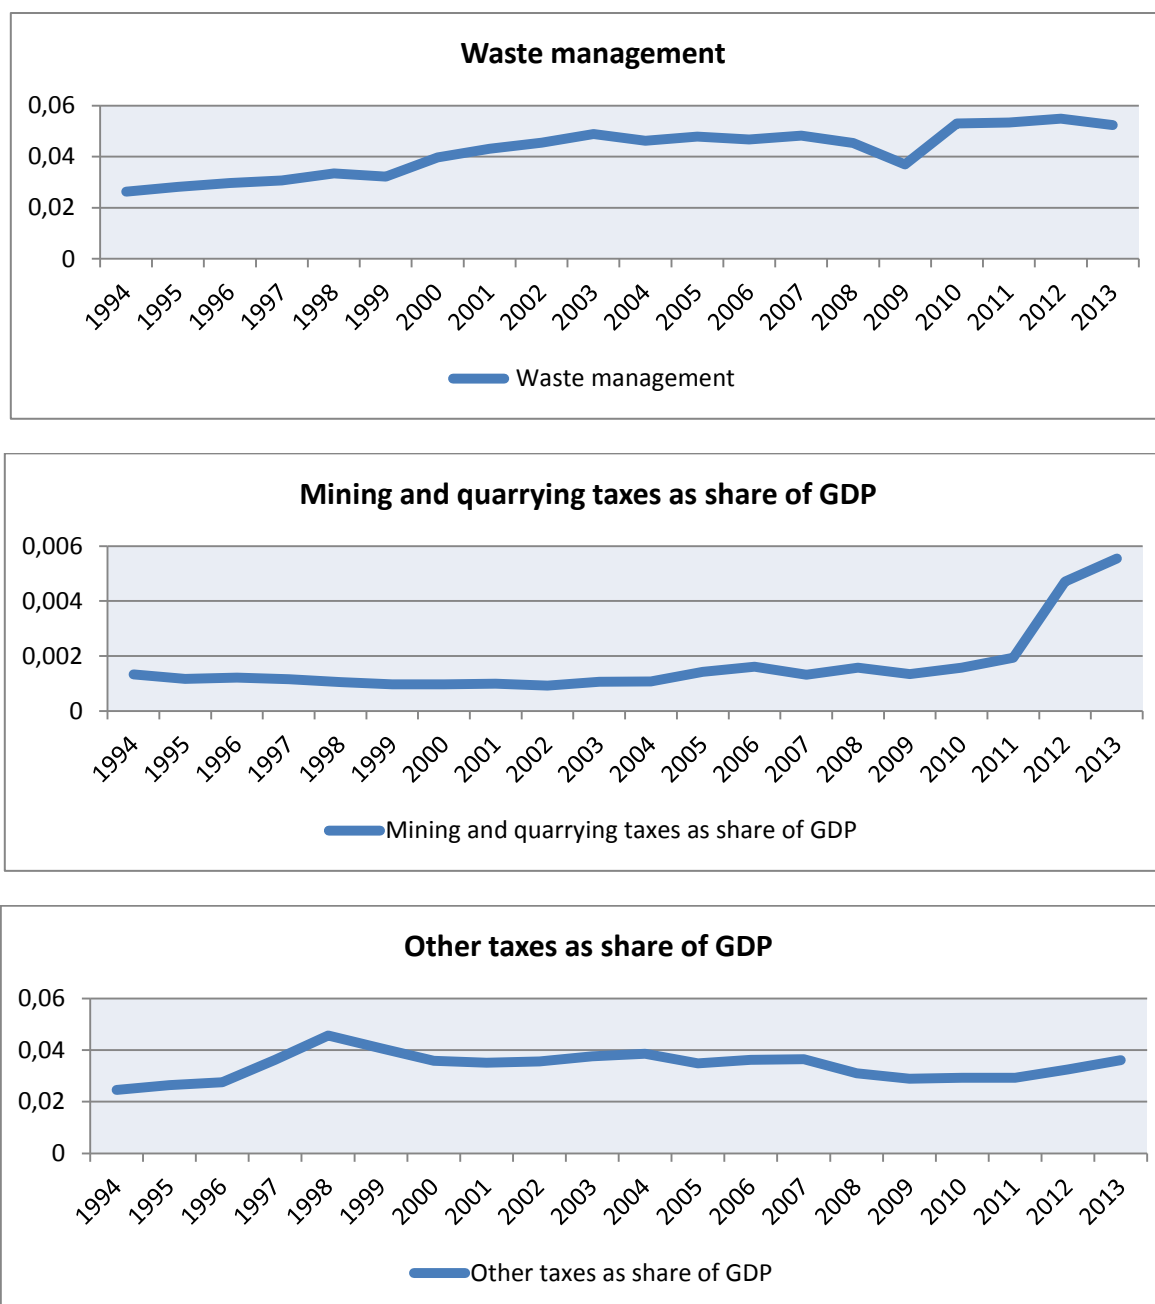 Waste management
0,06
0,04
0,02
0
1994 1995 1996 1997 1998 1999 2000 2001 2002 2003 2004 2005 2006 2007 2008 2009 2010 2011 2012 2013
Waste management
Mining and quarrying taxes as share of GDP
0,006
0,004
0,002
0
1994 1995 1996 1997 1998 1999 2000 2001 2002 2003 2004 2005 2006 2007 2008 2009 2010 2011 2012 2013
Mining and quarrying taxes as share of GDP
Other taxes as share of GDP
0,06
0,04
0,02
0
1994 1995 1996 1997 1998 1999 2000 2001 2002 2003 2004 2005 2006 2007 2008 2009 2010 2011 2012 2013
Other taxes as share of GDP